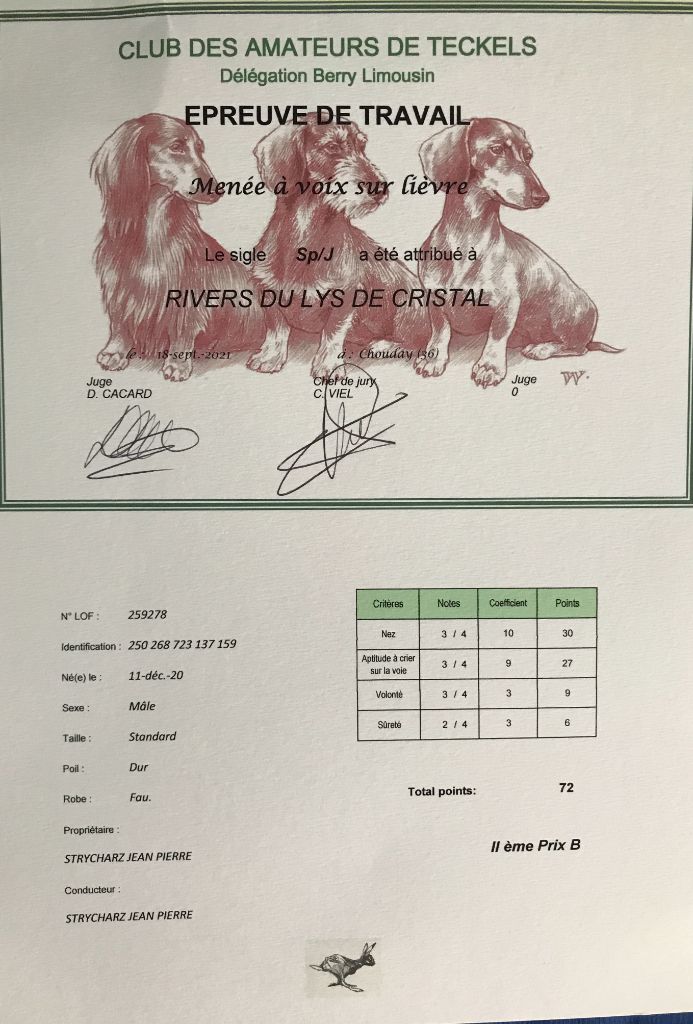 CLUB DES AMATEURS DE TECKELS
Délégation Berry Limousin
EPREUVE DE TRAVAIL
Menée à voix sur lièvre
Le sigle Sp/J a été attribué à
RIVERS DU LYS DE CRISTAL
le : 18-sept.-2021 à : Chouday (36)
Juge Chef de jury Juge
D. CACARD C. VIEL 0
W.
N° LOF : 259278
Identification : 250 268 723 137 159
Né(e) le : 11-déc.-20
Sexe : Mâle
Taille : Standard
Poil : Dur
Robe : Fau.
Propriétaire :
STRYCHARZ JEAN PIERRE
Conducteur :
STRYCHARZ JEAN PIERRE
Critères Notes Coefficient Points
Nez 3 / 4 10 30
Aptitude à crier
sur la voie 3 / 4 9 27
Volonté 3 / 4 3 9
Sûreté 2 / 4 3 6
Total points: 72
II ème Prix B